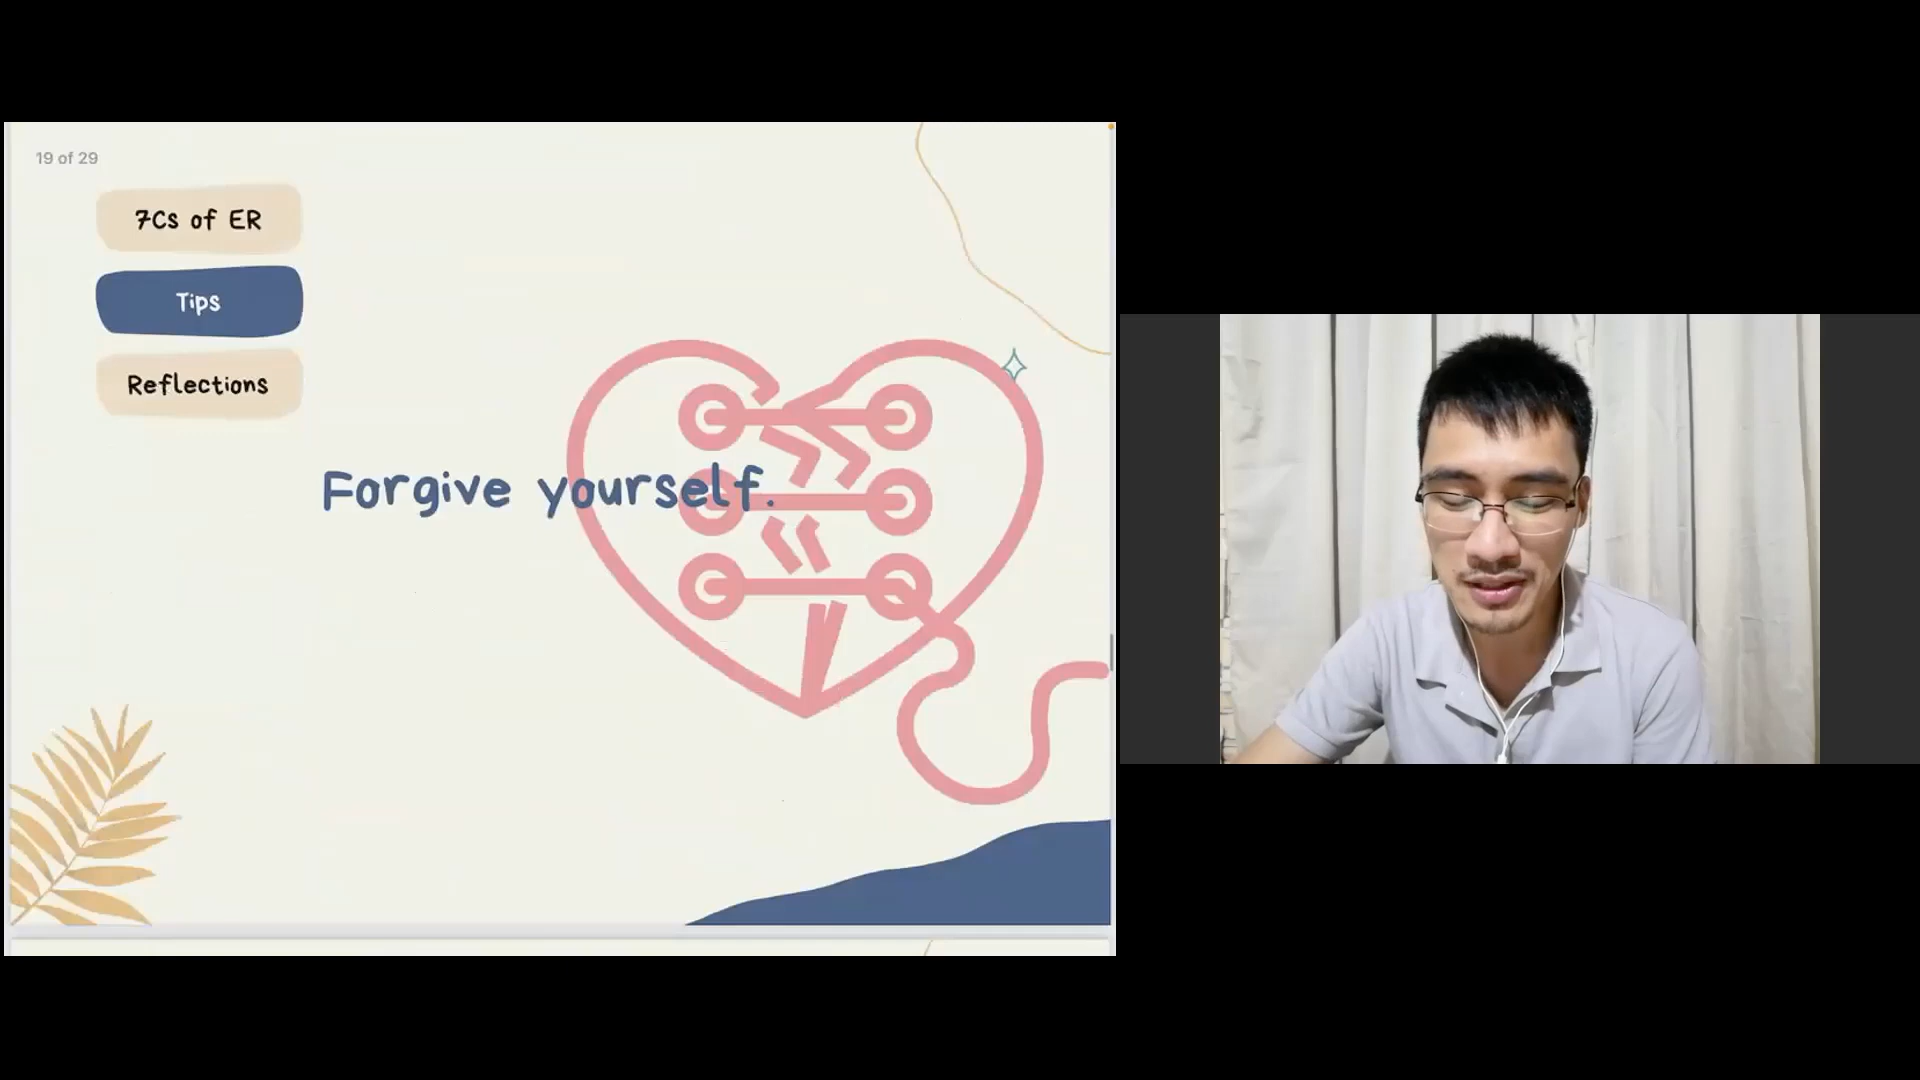 19 of 29
7Cs of ER
Tips
Reflections
Forgive yourself.